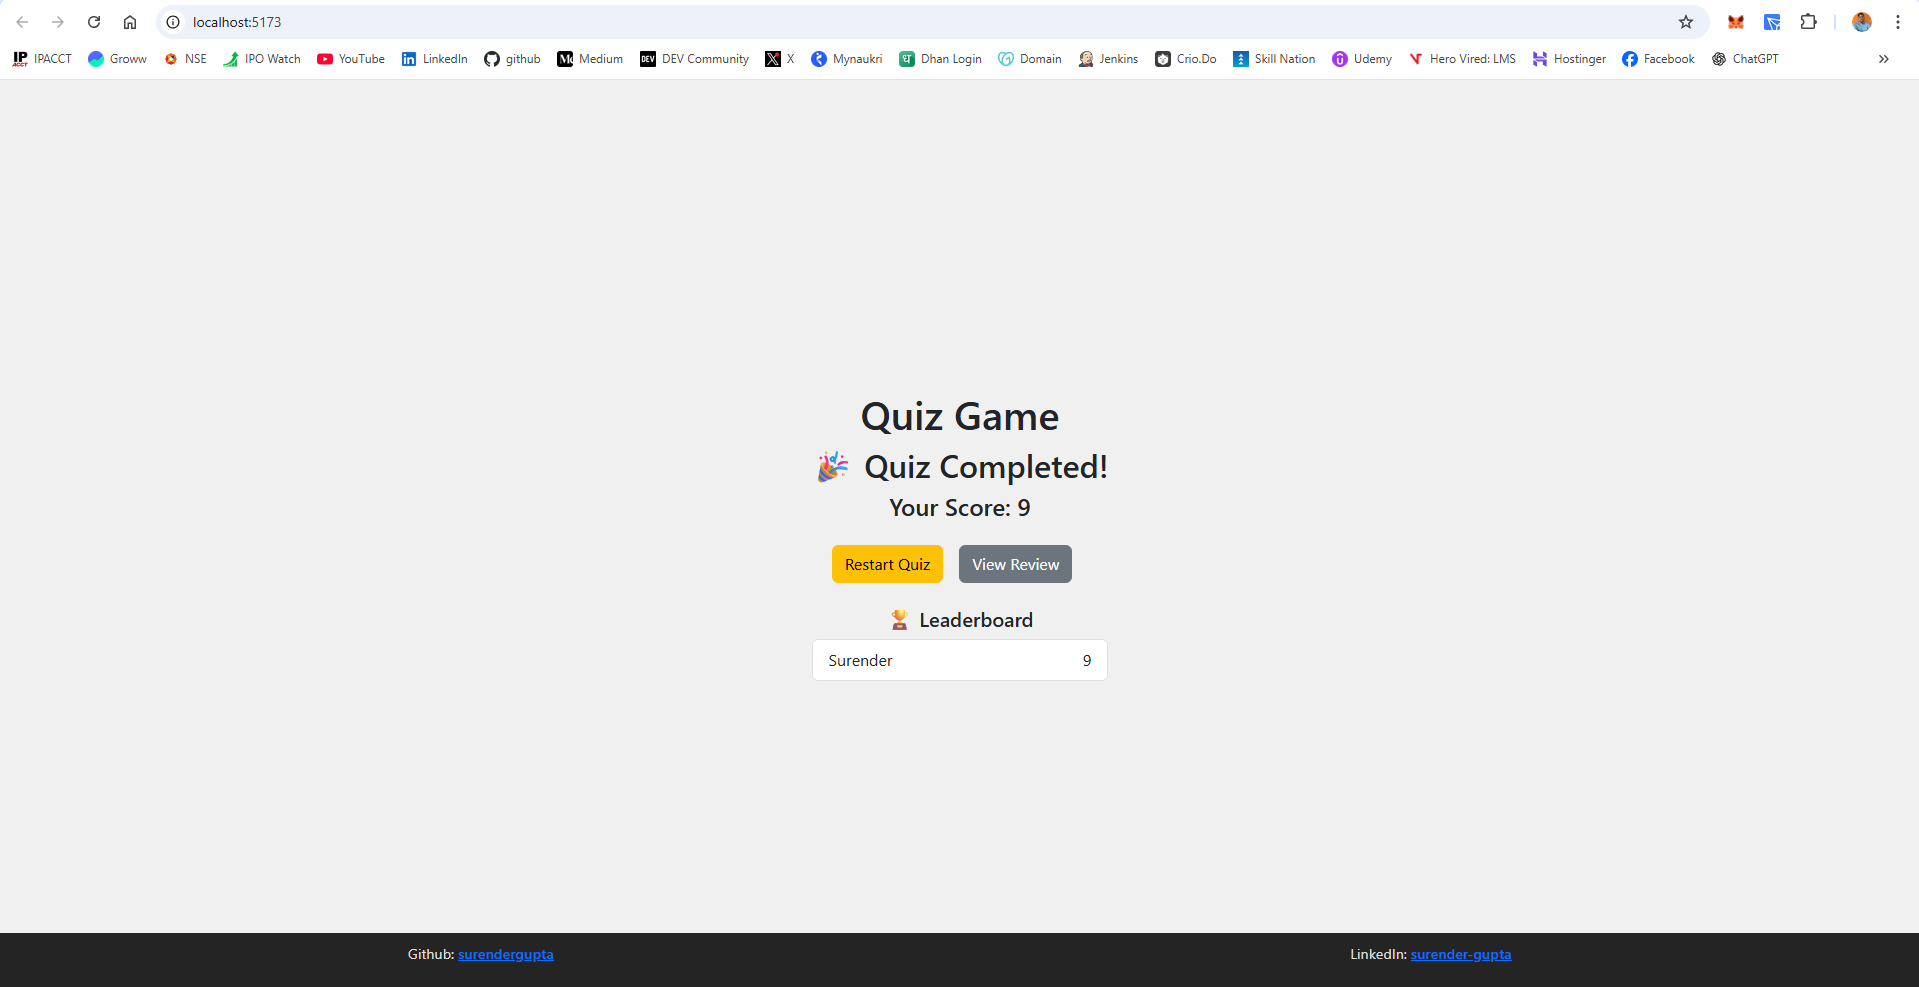 localhost:5173
IPACCT Groww NSE IPO Watch YouTube LinkedIn github Medium DEV DEV Community X Mynaukri Dhan Login Domain Jenkins Crio.Do Skill Nation Udemy Hero Vired: LMS Hostinger Facebook ChatGPT
Quiz Game
🎉 Quiz Completed!
Your Score: 9
Restart Quiz View Review
🏆 Leaderboard
Surender 9
Github: surendergupta LinkedIn: surender-gupta